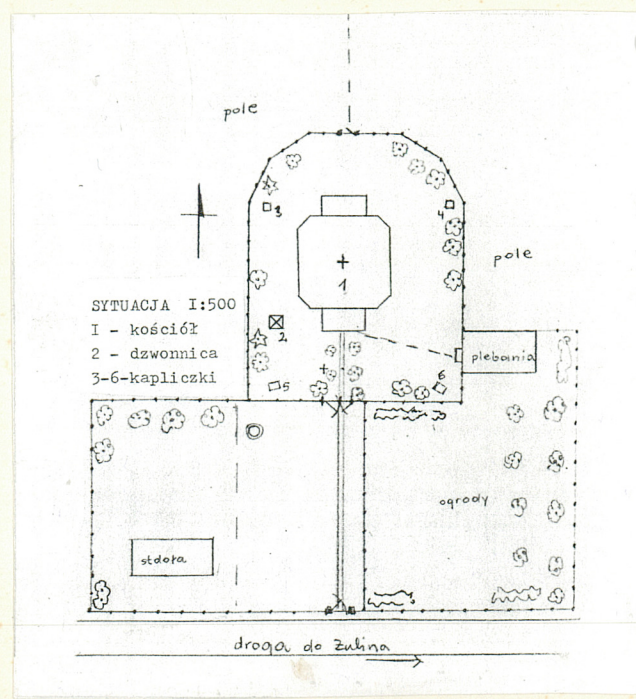 pole
3
4
1
pole
SYTUACJA I:500
I - kościół
2 - dzwonnica
3-6-kapliczki
2
plebania
5
6
ogrody
stdoła
droga do Żulina